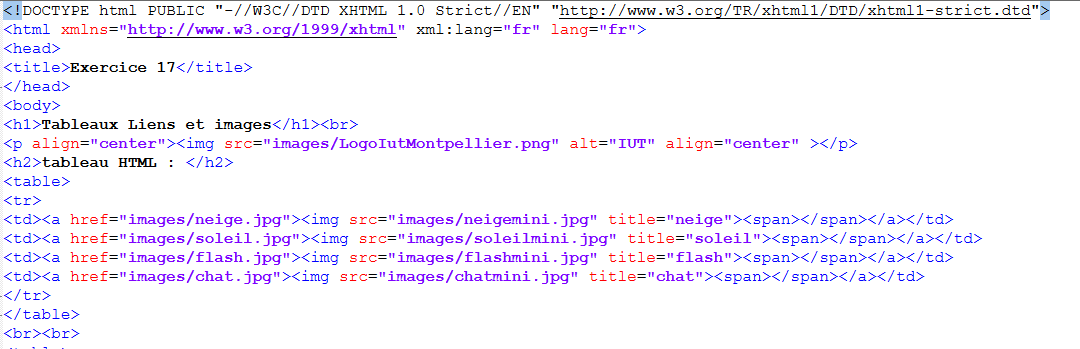 <!DOCTYPE html PUBLIC "-//W3C//DTD XHTML 1.0 Strict//EN" "http://www.w3.org/TR/xhtml1/DTD/xhtml1-strict.dtd">
<html xmlns="http://www.w3.org/1999/xhtml" xml:lang="fr" lang="fr">
<head>
<title>Exercice 17</title>
</head>
<body>
<h1>Tableaux Liens et images</h1><br>
<p align="center"><img src="images/LogoIutMontpellier.png" alt="IUT" align="center" ></p>
<h2>tableau HTML : </h2>
<table>
<tr>
<td><a href="images/neige.jpg"><img src="images/neigemini.jpg" title="neige"><span></span></a></td>
<td><a href="images/soleil.jpg"><img src="images/soleilmini.jpg" title="soleil"><span></span></a></td>
<td><a href="images/flash.jpg"><img src="images/flashmini.jpg" title="flash"><span></span></a></td>
<td><a href="images/chat.jpg"><img src="images/chatmini.jpg" title="chat"><span></span></a></td>
</tr>
</table>
<br><br>